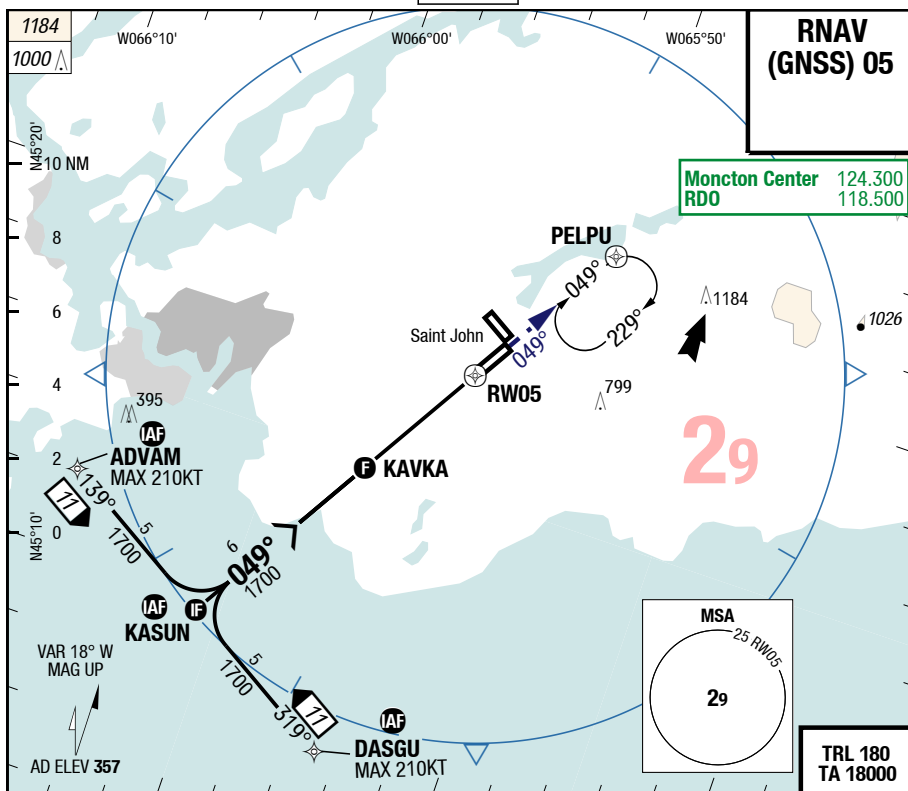 1184
1000
W066°10'
W066°00'
W065°50'
RNAV
(GNSS) 05
N45°20'
10 NM
Moncton Center 124.300
RDO 118.500
8
PELPU
049°
6
1184
229°
1026
Saint John
049°
4
RW05
799
395
IAF
29
2
ADVAM
MAX 210KT
F KAVKA
139°
11
5
1700
N45°10'
0
6
049°
1700
IAF
IF
KASUN
MSA
25 RW05
29
VAR 18° W
MAG UP
5
1700
11
319°
IAF
DASGU
MAX 210KT
AD ELEV 357
TRL 180
TA 18000